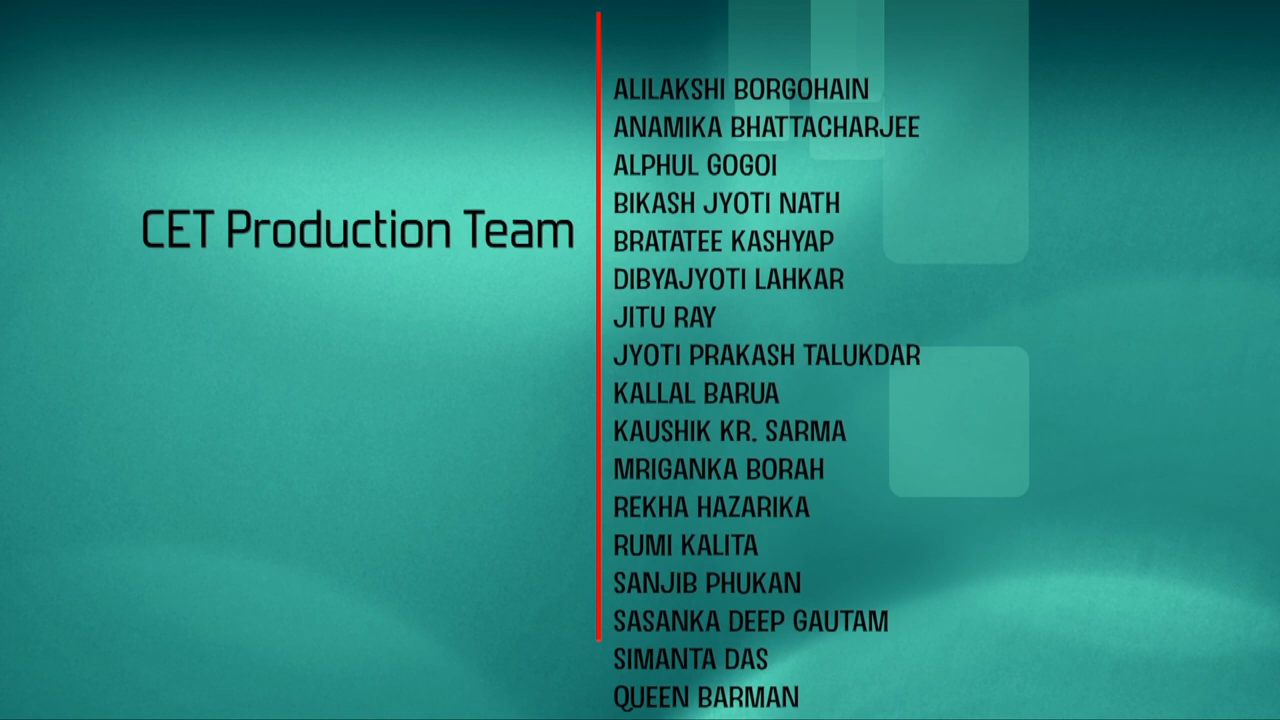 CET Production Team
ALILAKSHI BORGOHAIN
ANAMIKA BHATTACHARJEE
ALPHUL GOGOI
BIKASH JYOTI NATH
BRATATEE KASHYAP
DIBYAJYOTI LAHKAR
JITU RAY
JYOTI PRAKASH TALUKDAR
KALLAL BARUA
KAUSHIK KR. SARMA
MRIGANKA BORAH
REKHA HAZARIKA
RUMI KALITA
SANJIB PHUKAN
SASANKA DEEP GAUTAM
SIMANTA DAS
QUEEN BARMAN